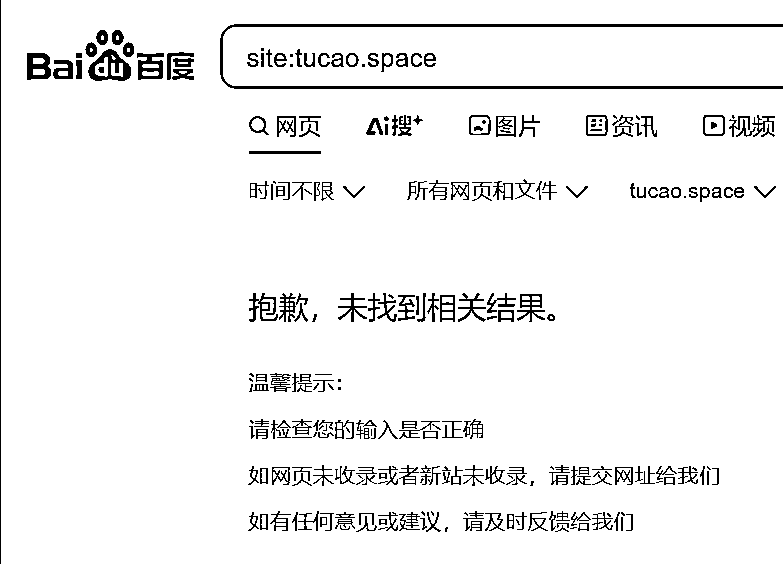 Bai du 百度
site:tucao.space
网页 Ai搜 图片 资讯 视频
时间不限 所有网页和文件 tucao.space
抱歉，未找到相关结果。
温馨提示：
请检查您的输入是否正确
如网页未收录或者新站未收录，请提交网址给我们
如有任何意见或建议，请及时反馈给我们